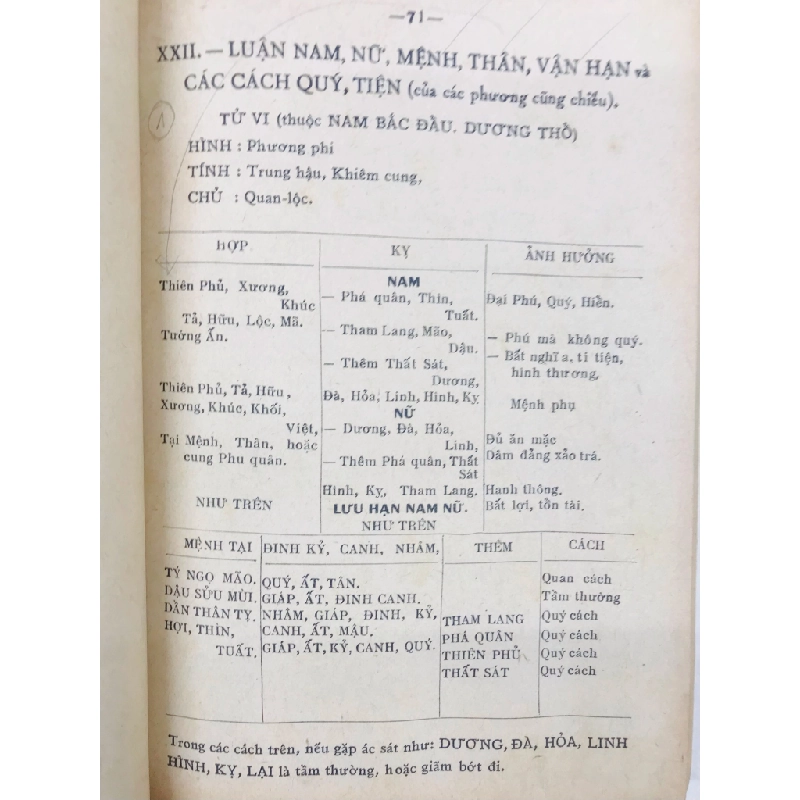 —71—
XXII. — LUẬN NAM, NỮ, MỆNH, THÂN, VẬN HẠN và
CÁC CÁCH QUÝ, TIỆN (của các phương cũng chiếu).
1
TỬ VI (thuộc NAM BẮC ĐẨU. DƯƠNG THỔ)
HÌNH : Phương phi
TÍNH : Trung hậu, Khiêm cung,
CHỦ : Quan-lộc.
HỢP
Thiên Phủ, Xương,
Khúc
Tả, Hữu, Lộc, Mã.
Tướng Ấn.
Thiên Phủ, Tả, Hữu,
Xương, Khúc, Khối,
Việt,
Tại Mệnh, Thân, hoặc
cung Phu quân.
NHƯ TRÊN
KỴ
NAM
— Phá quân, Thìn,
Tuất.
— Tham Lang, Mão,
Dậu.
— Thêm Thất Sát,
Dương,
Đà, Hỏa, Linh, Hình, Kỵ
NỮ
— Dương, Đà, Hỏa,
Linh,
— Thêm Phá quân, Thất
Sát
Hình, Kỵ, Tham Lang.
LƯU HẠN NAM NỮ.
NHƯ TRÊN
ẢNH HƯỞNG
Đại Phú, Quý, Hiền.
— Phú mà không quý.
— Bất nghĩa, ti tiện,
hình thương,
Mệnh phụ
Đủ ăn mặc
Dâm đãng xảo trá.
Hanh thông.
Bất lợi, tồn tài.
MỆNH TẠI
TÝ NGỌ MÃO.
DẬU SỬU MÙI.
DẦN THÂN TỴ.
HỢI, THÌN,
TUẤT.
ĐINH KỶ, CANH, NHÂM,
QUÝ, ẤT, TÂN.
GIÁP, ẤT, ĐINH CANH.
NHÂM, GIÁP, ĐINH, KỶ,
CANH, ẤT, MẬU.
GIÁP, ẤT, KỶ, CANH, QUÝ.
THÊM
THAM LANG
PHÁ QUÂN
THIÊN PHỦ
THẤT SÁT
CÁCH
Quan cách
Tầm thường
Quý cách
Quý cách
Quý cách
Quý cách
Trong các cách trên, nếu gặp ác sát như: DƯƠNG, ĐÀ, HỎA, LINH
HÌNH, KỴ, LẠI là tầm thường, hoặc giãm bớt đi.